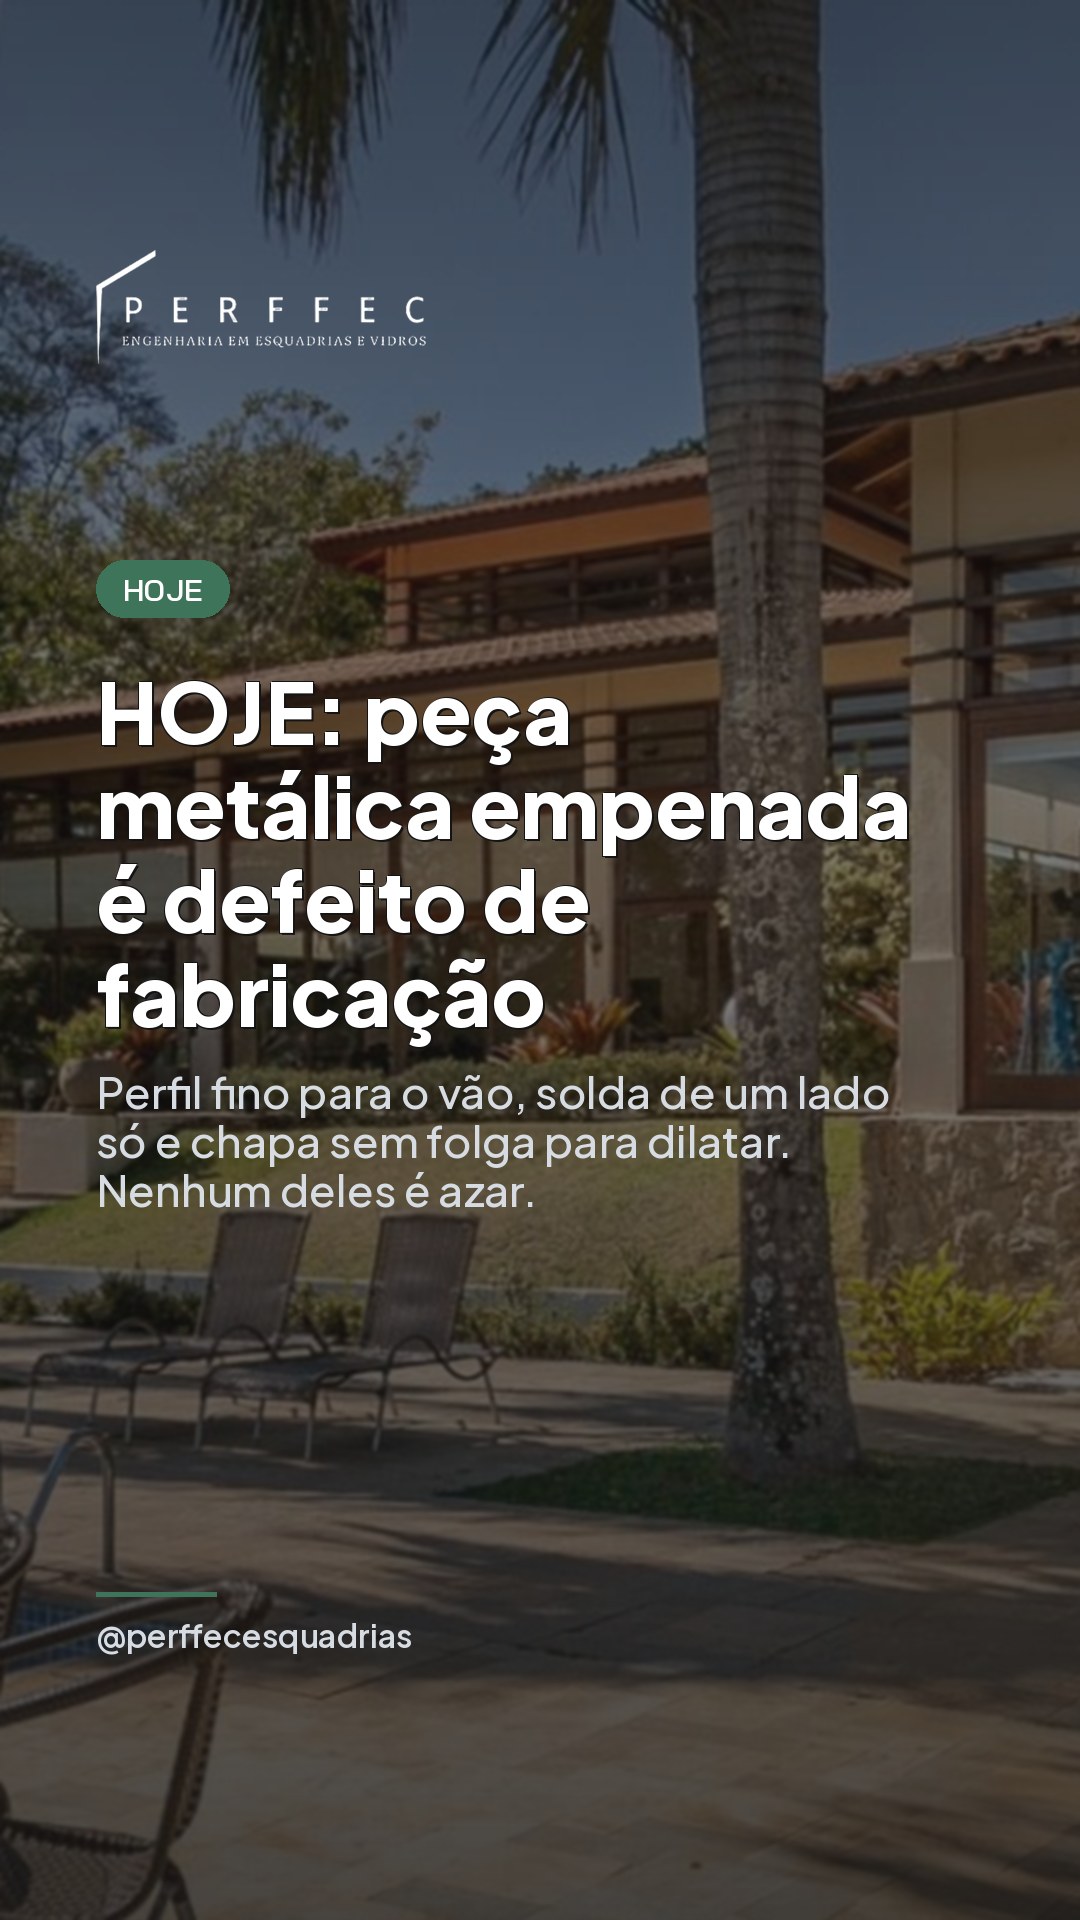 PERFFEC
ENGENHARIA EM ESQUADRIAS E VIDROS
HOJE
HOJE: peça
metálica empenada
é defeito de
fabricação
Perfil fino para o vão, solda de um lado
só e chapa sem folga para dilatar.
Nenhum deles é azar.
@perffecesquadrias